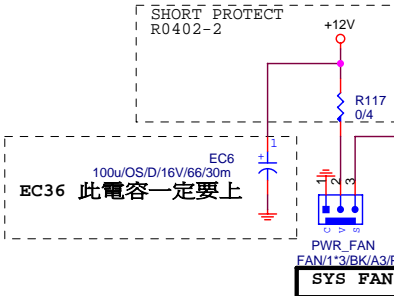 SHORT PROTECT
R0402-2
+12V
R117
0/4
1
EC6
+
100u/OS/D/16V/66/30m
EC36 此電容一定要上
1
2
3
C
V
S
PWR_FAN
FAN/1*3/BK/A3/
SYS FAN